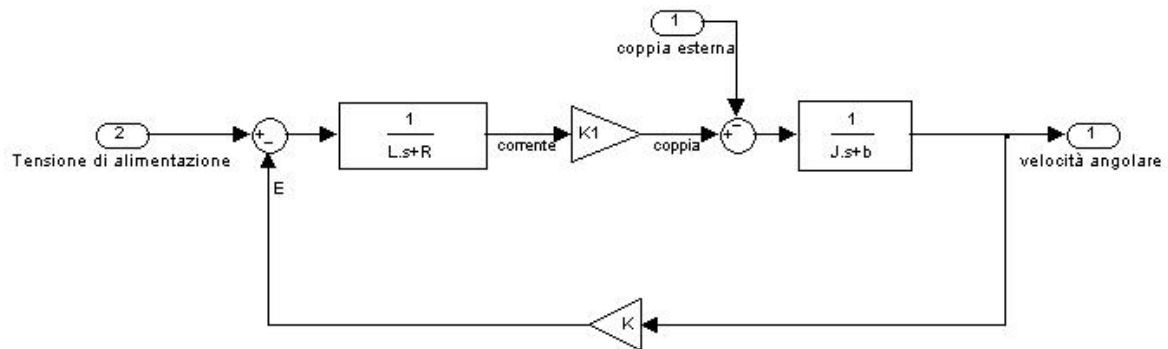 1
coppia esterna
2
Tensione di alimentazione
+
−
1
L.s+R
corrente
K1
coppia
−
+
1
J.s+b
1
velocità angolare
E
K